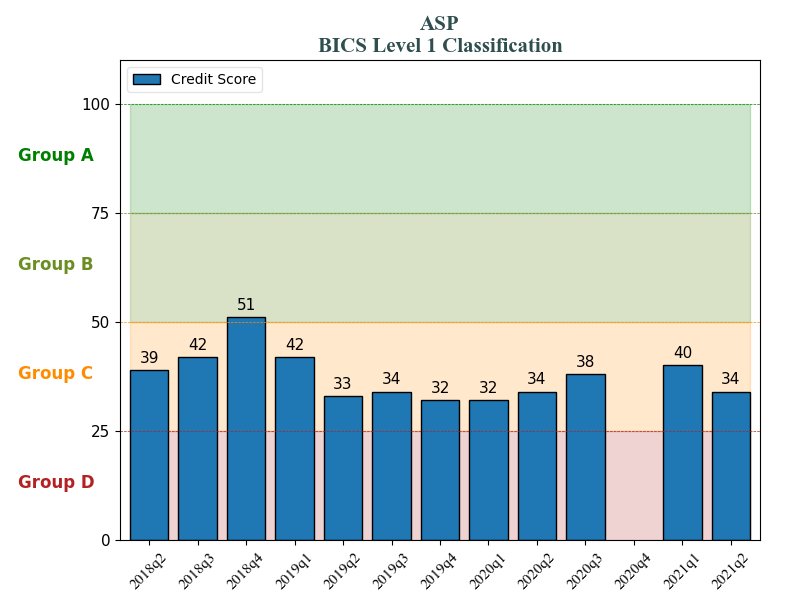 ASP
BICS Level 1 Classification
Credit Score
100
Group A
75
Group B
51
50
42
42
40
39
38
Group C
34
34
34
33
32
32
25
Group D
0
2018q2
2018q3
2018q4
2019q1
2019q2
2019q3
2019q4
2020q1
2020q2
2020q3
2020q4
2021q1
2021q2